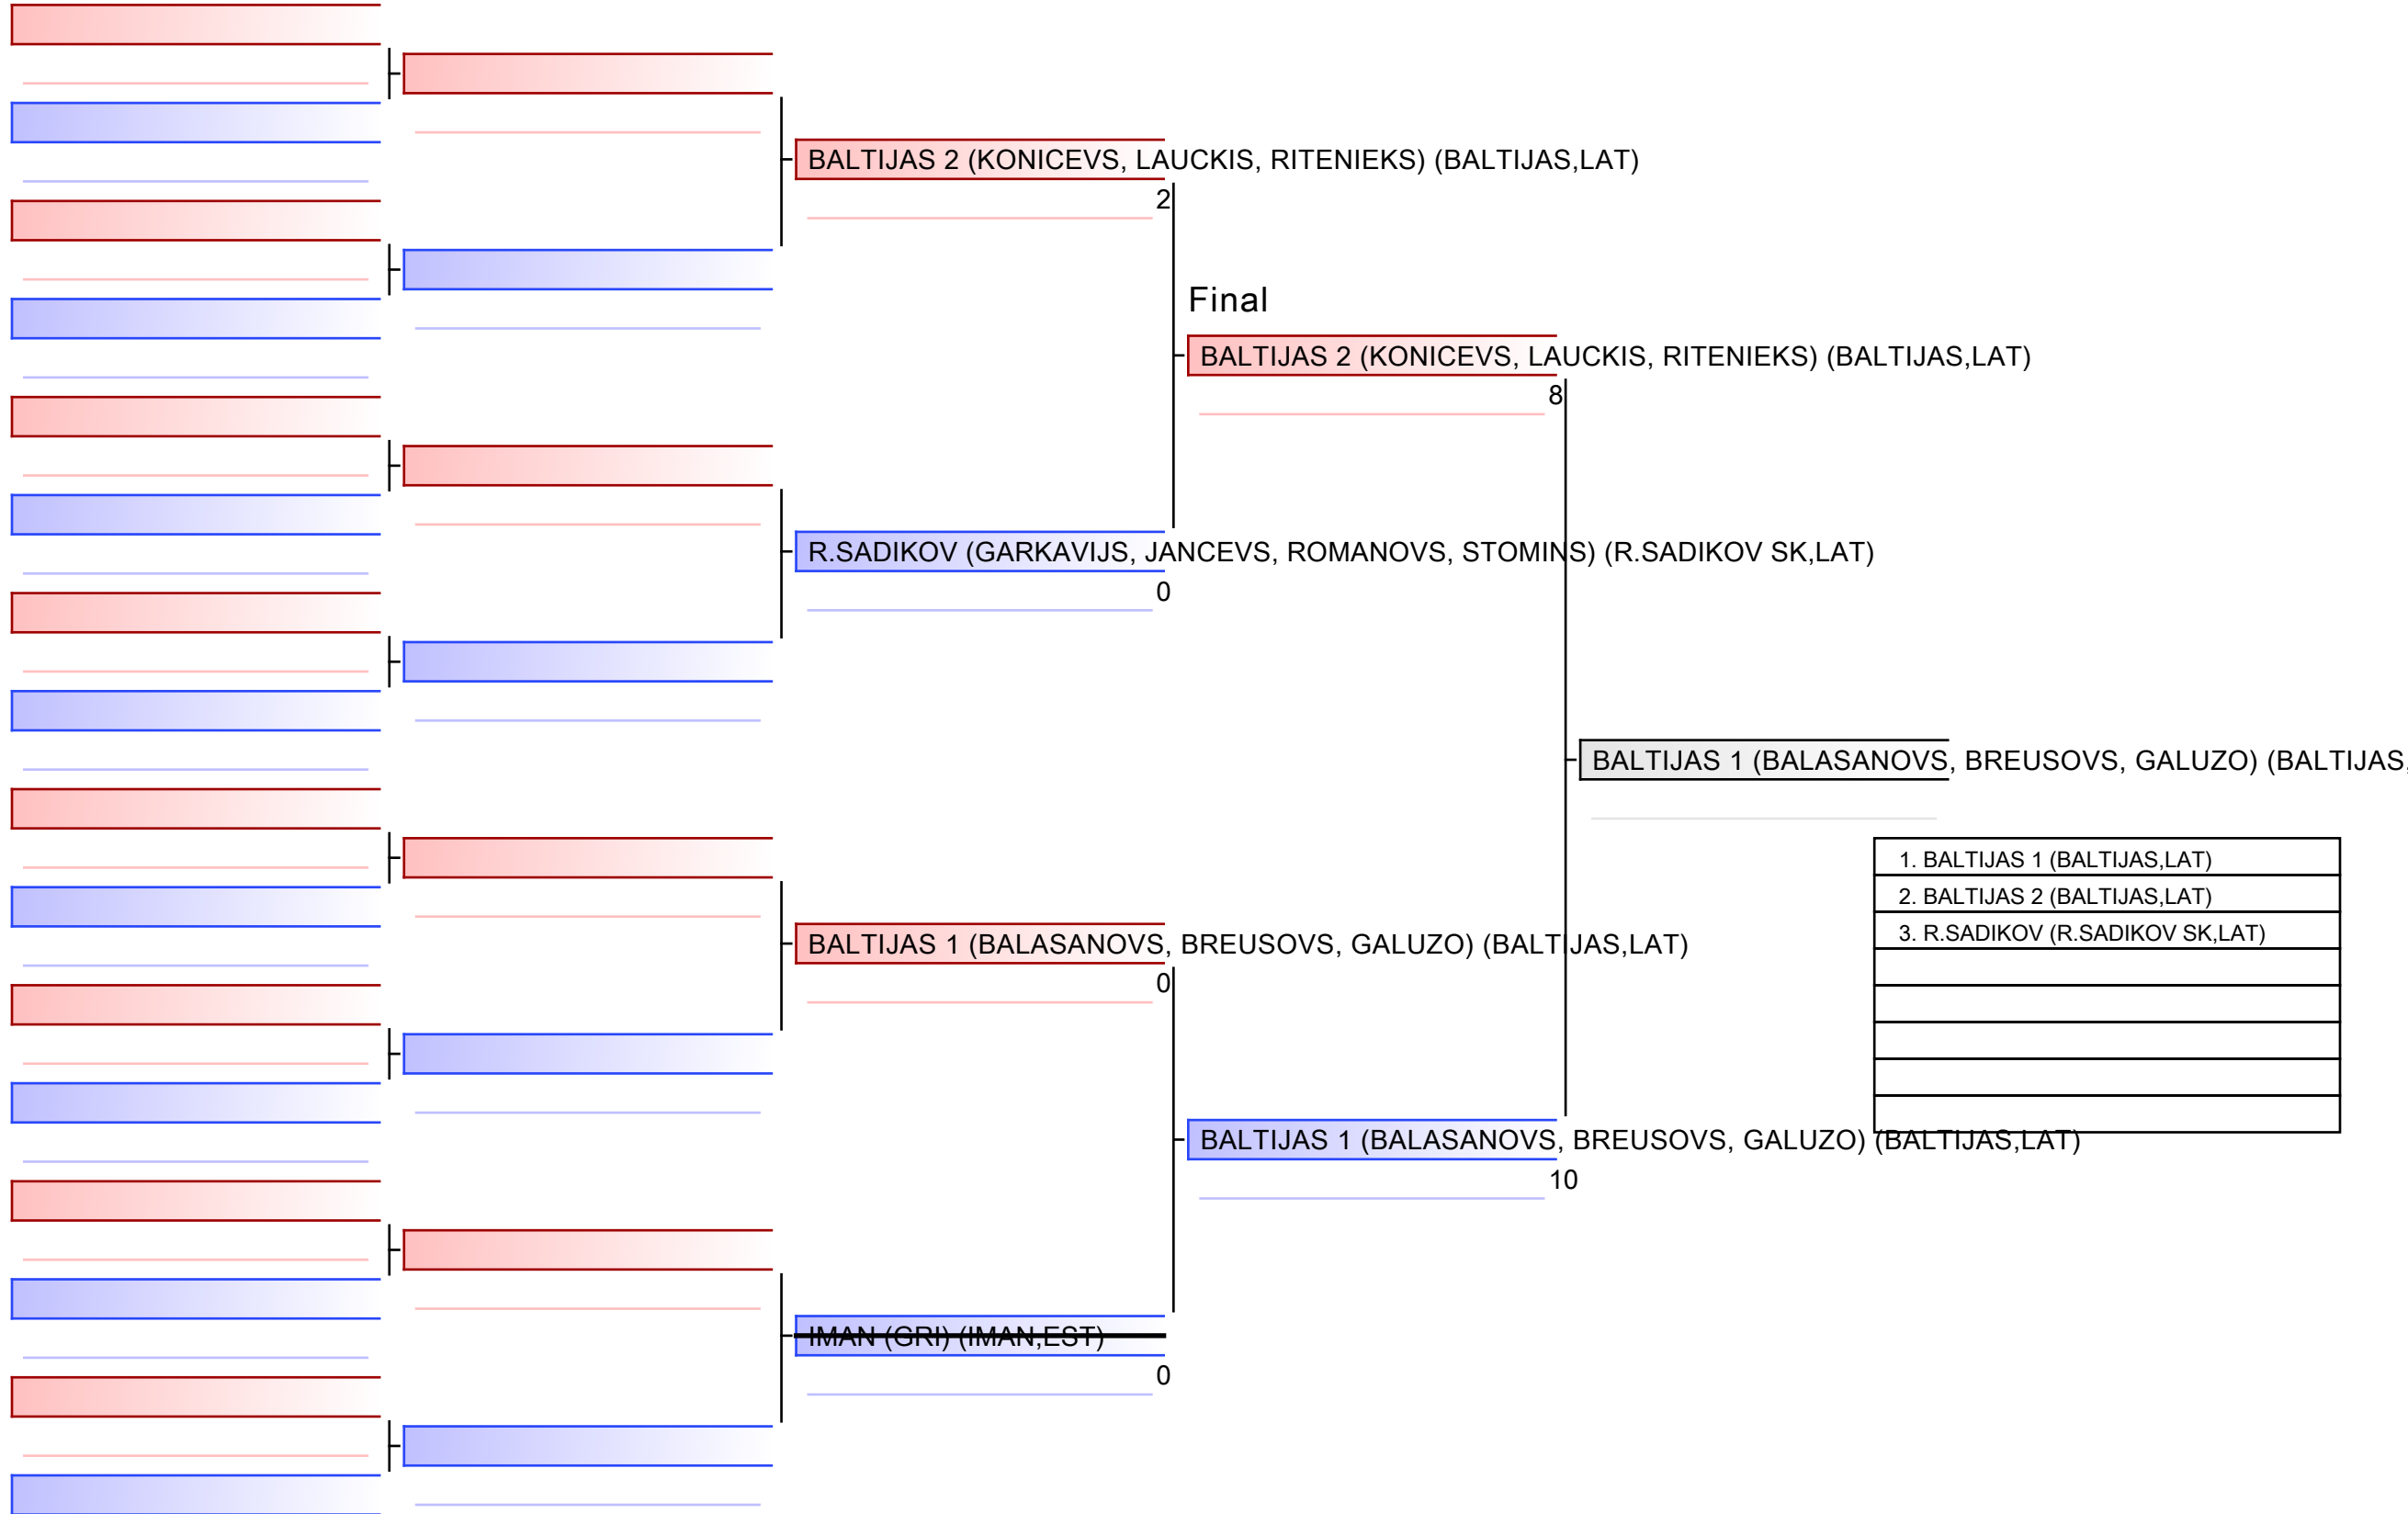 BALTIJAS 2 (KONICEVS, LAUCKIS, RITENIEKS) (BALTIJAS,LAT)
2
Final
BALTIJAS 2 (KONICEVS, LAUCKIS, RITENIEKS) (BALTIJAS,LAT)
8
R.SADIKOV (GARKAVIJS, JANCEVS, ROMANOVS, STOMINS) (R.SADIKOV SK,LAT)
0
BALTIJAS 1 (BALASANOVS, BREUSOVS, GALUZO) (BALTIJAS,
1. BALTIJAS 1 (BALTIJAS,LAT)
2. BALTIJAS 2 (BALTIJAS,LAT)
3. R.SADIKOV (R.SADIKOV SK,LAT)
BALTIJAS 1 (BALASANOVS, BREUSOVS, GALUZO) (BALTIJAS,LAT)
0
BALTIJAS 1 (BALASANOVS, BREUSOVS, GALUZO) (BALTIJAS,LAT)
10
IMAN (GRI) (IMAN,EST)
0